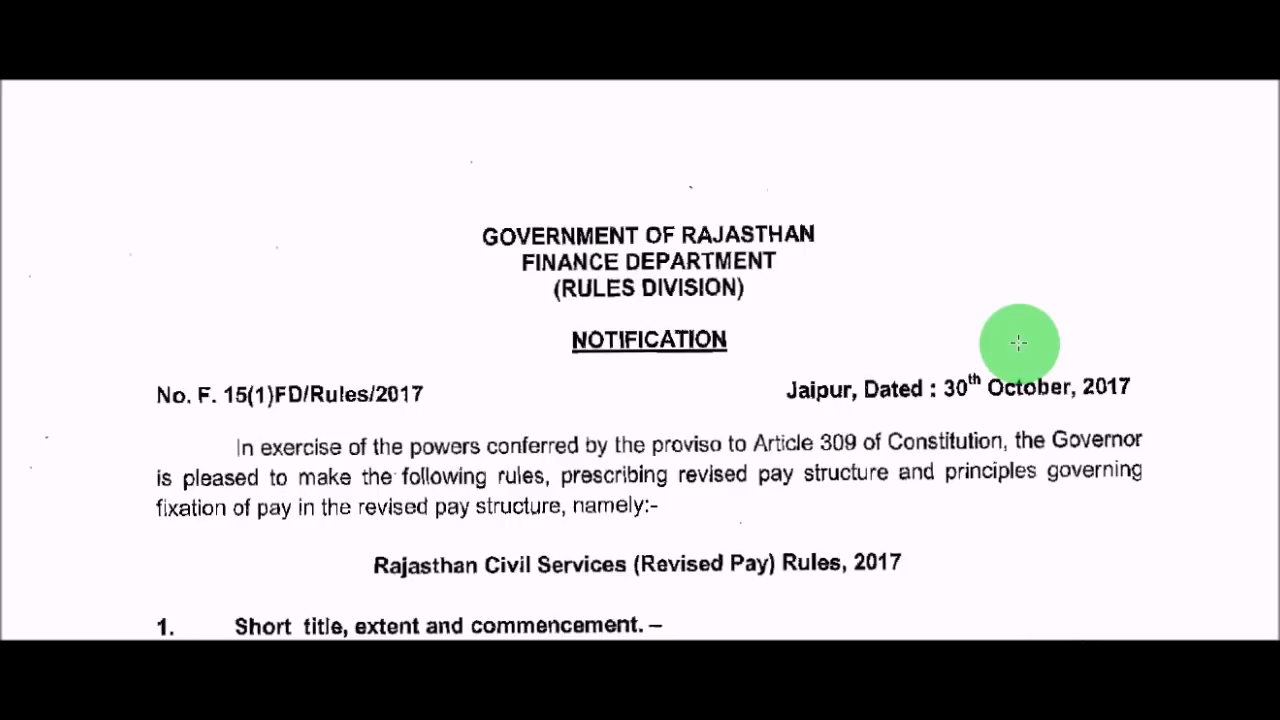 GOVERNMENT OF RAJASTHAN
FINANCE DEPARTMENT
(RULES DIVISION)
NOTIFICATION
No. F. 15(1)FD/Rules/2017
Jaipur, Dated : 30th October, 2017
In exercise of the powers conferred by the proviso to Article 309 of Constitution, the Governor
is pleased to make the following rules, prescribing revised pay structure and principles governing
fixation of pay in the revised pay structure, namely:-
Rajasthan Civil Services (Revised Pay) Rules, 2017
1. Short title, extent and commencement. –